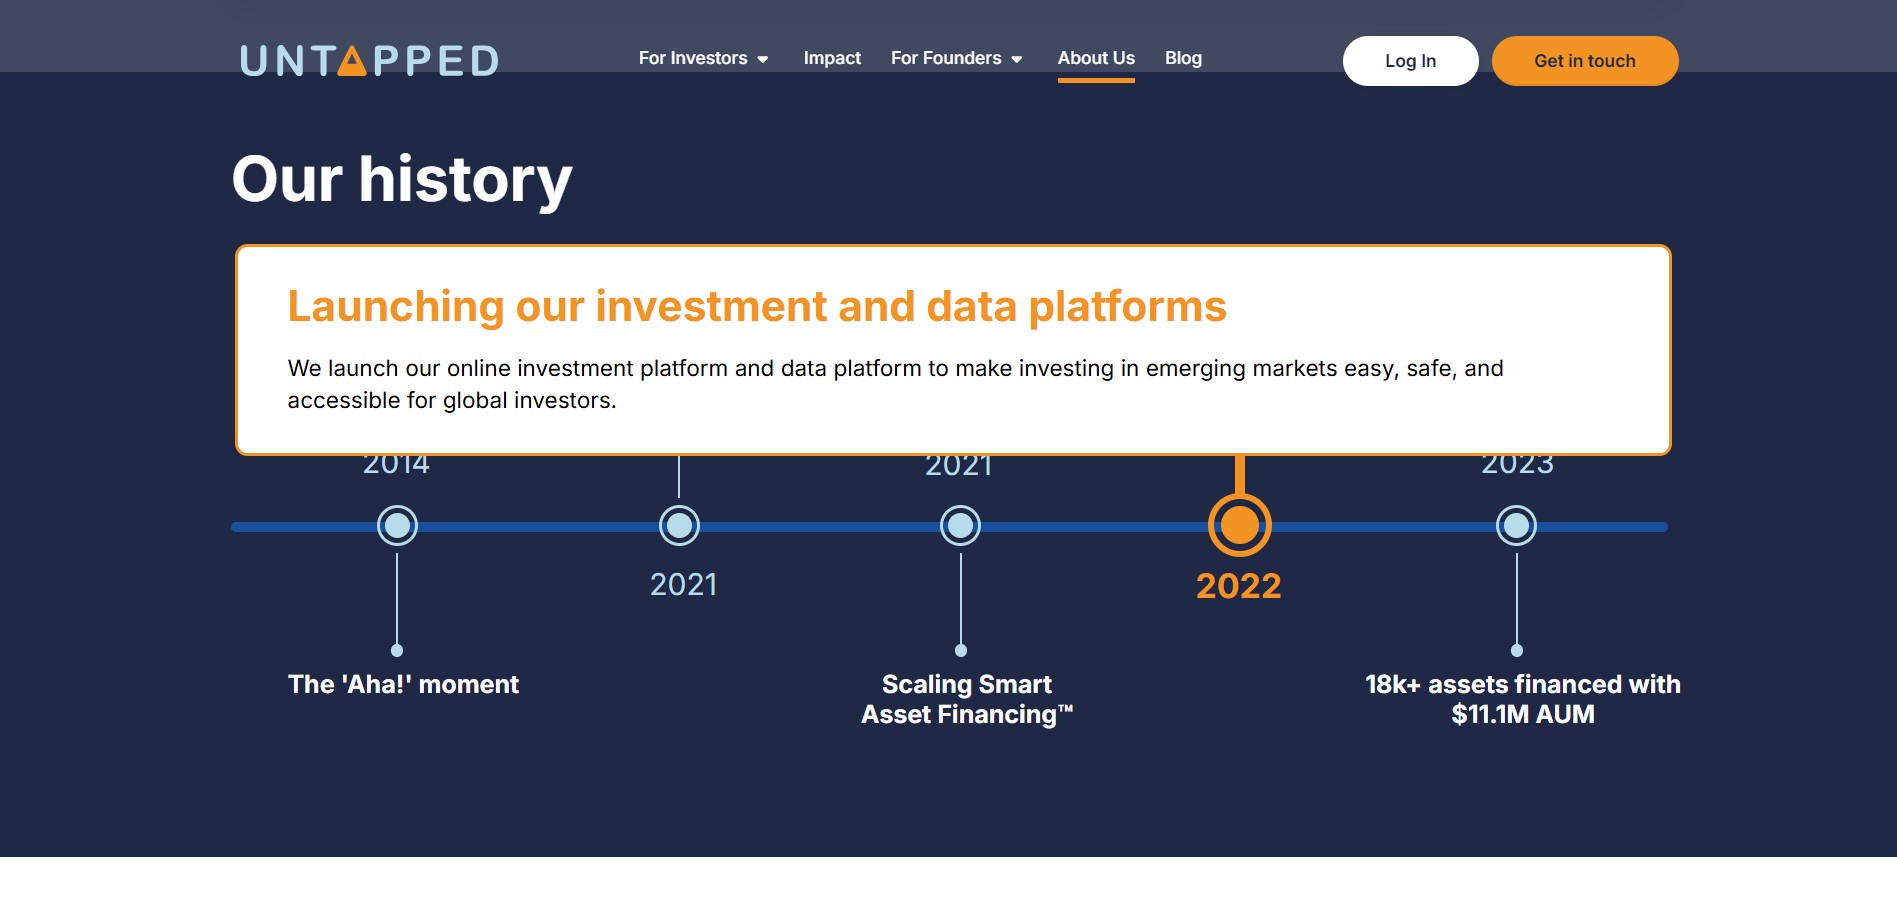 UNTAPPED
For Investors
Impact
For Founders
About Us
Blog
Log In
Get in touch
Our history
Launching our investment and data platforms
We launch our online investment platform and data platform to make investing in emerging markets easy, safe, and
accessible for global investors.
2014
2021
2023
2021
2022
The 'Aha!' moment
Scaling Smart
Asset Financing™
18k+ assets financed with
$11.1M AUM